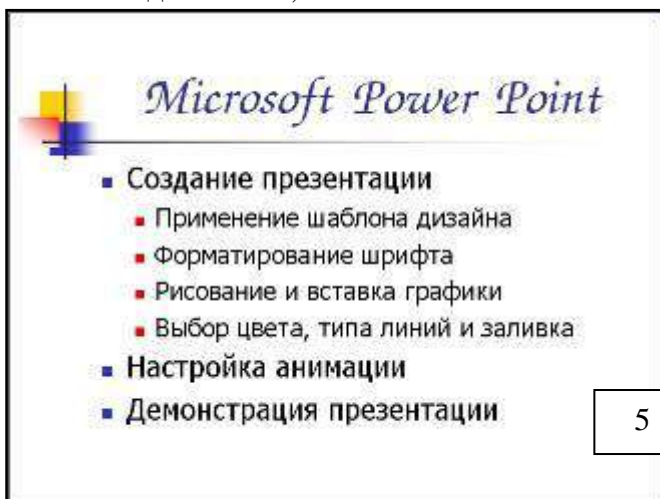 Microsoft Power Point
Создание презентации
Применение шаблона дизайна
Форматирование шрифта
Рисование и вставка графики
Выбор цвета, типа линий и заливка
Настройка анимации
Демонстрация презентации
5